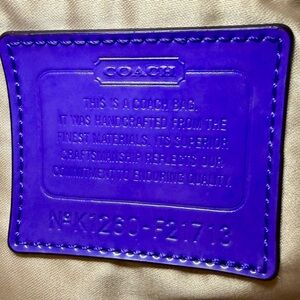 COACH
THIS IS A COACH BAG.
IT WAS HANDCRAFTED FROM THE
FINEST MATERIALS. ITS SUPERIOR
CRAFTSMANSHIP REFLECTS OUR
COMMITMENT TO ENDURING QUALITY.
Nº K1260-F21713